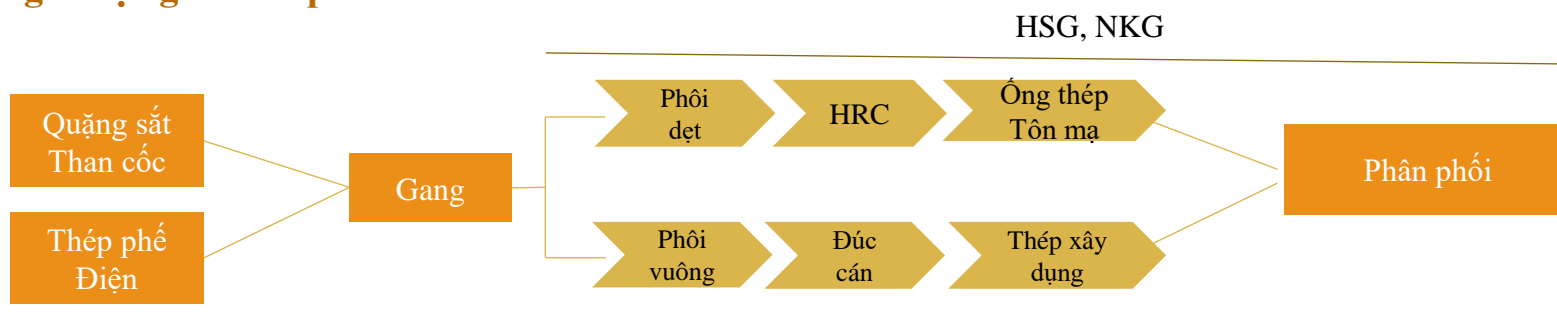 HSG, NKG
Quặng sắt
Than cốc
Thép phế
Điện
Gang
Phôi
dẹt
HRC
Ống thép
Tôn mạ
Phôi
vuông
Đúc
cán
Thép xây
dụng
Phân phối